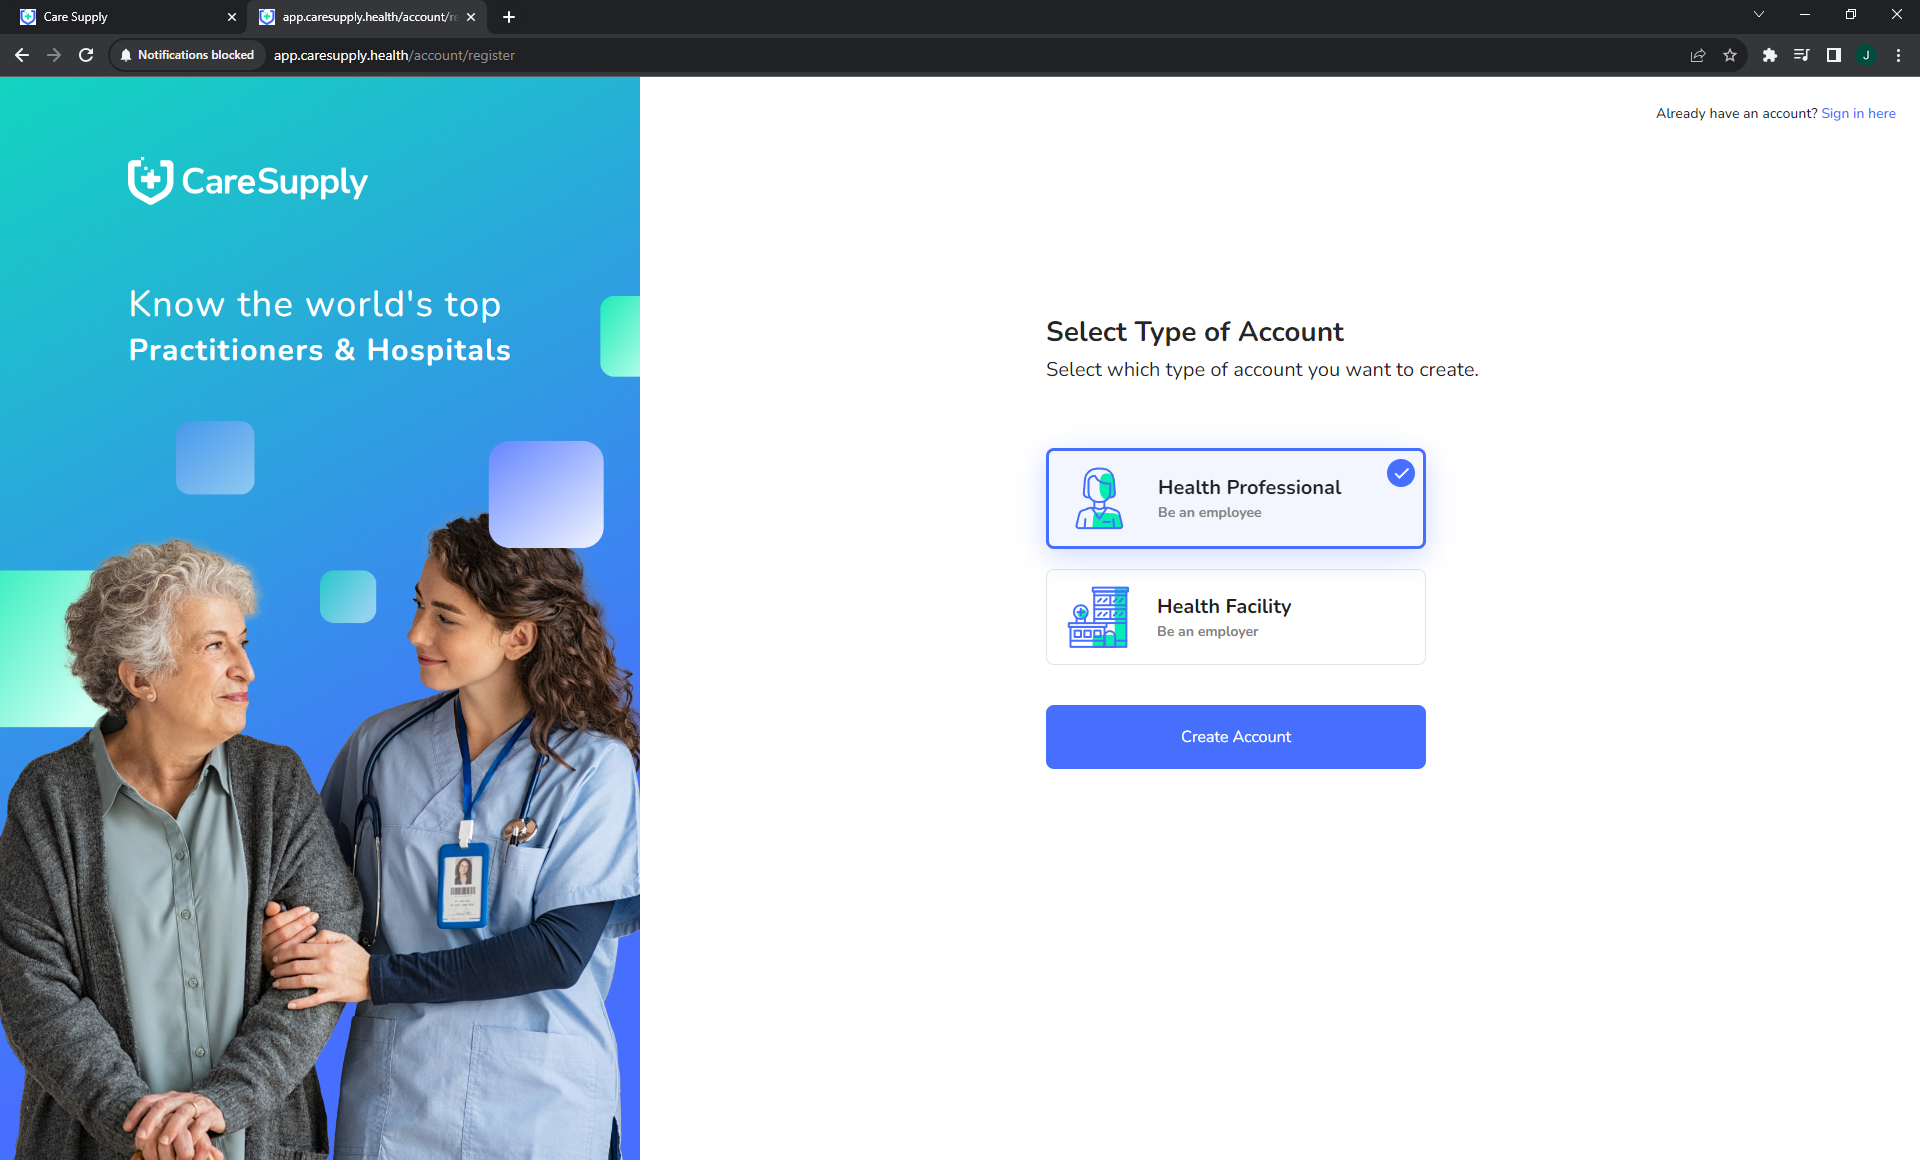 Care Supply
app.caresupply.health/account/re
Notifications blocked
app.caresupply.health/account/register
J
Already have an account? Sign in here
CareSupply
Know the world's top
Practitioners & Hospitals
Select Type of Account
Select which type of account you want to create.
Health Professional
Be an employee
Health Facility
Be an employer
Create Account